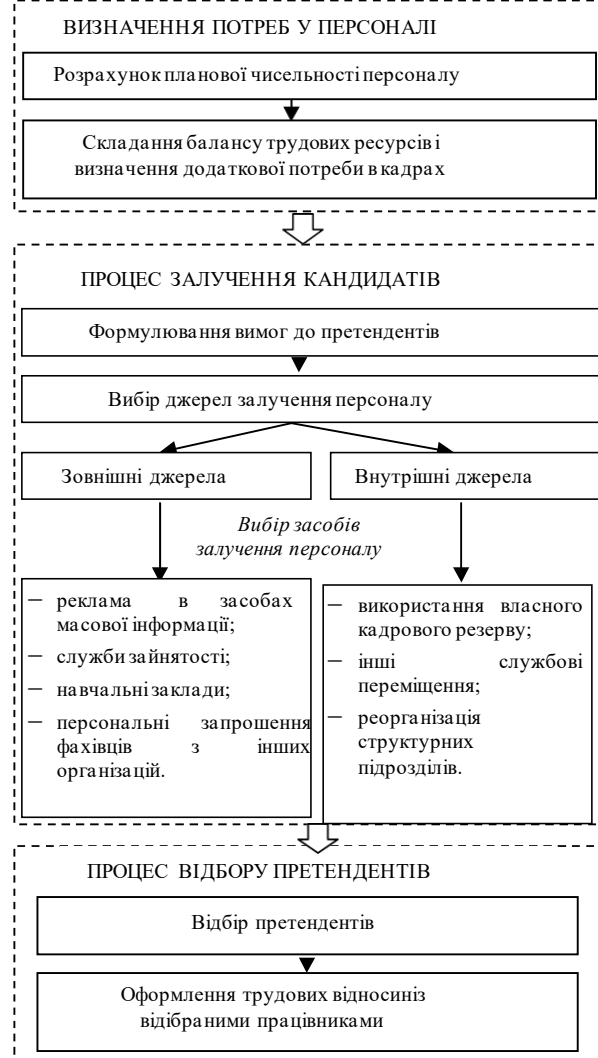 ВИЗНАЧЕННЯ ПОТРЕБ У ПЕРСОНАЛІ
Розрахунок планової чисельності персоналу
Складання балансу трудових ресурсів і
визначення додаткової потреби в кадрах
ПРОЦЕС ЗАЛУЧЕННЯ КАНДИДАТІВ
Формулювання вимог до претендентів
Вибір джерел залучення персоналу
Зовнішні джерела
Внутрішні джерела
Вибір засобів
залучення персоналу
– реклама в засобах
масової інформації;
– служби зайнятості;
– навчальні заклади;
– персональні запрошення
фахівців з інших
організацій.
– використання власного
кадрового резерву;
– інші службові
переміщення;
– реорганізація
структурних
підрозділів.
ПРОЦЕС ВІДБОРУ ПРЕТЕНДЕНТІВ
Відбір претендентів
Оформлення трудових відносин із
відібраними працівниками